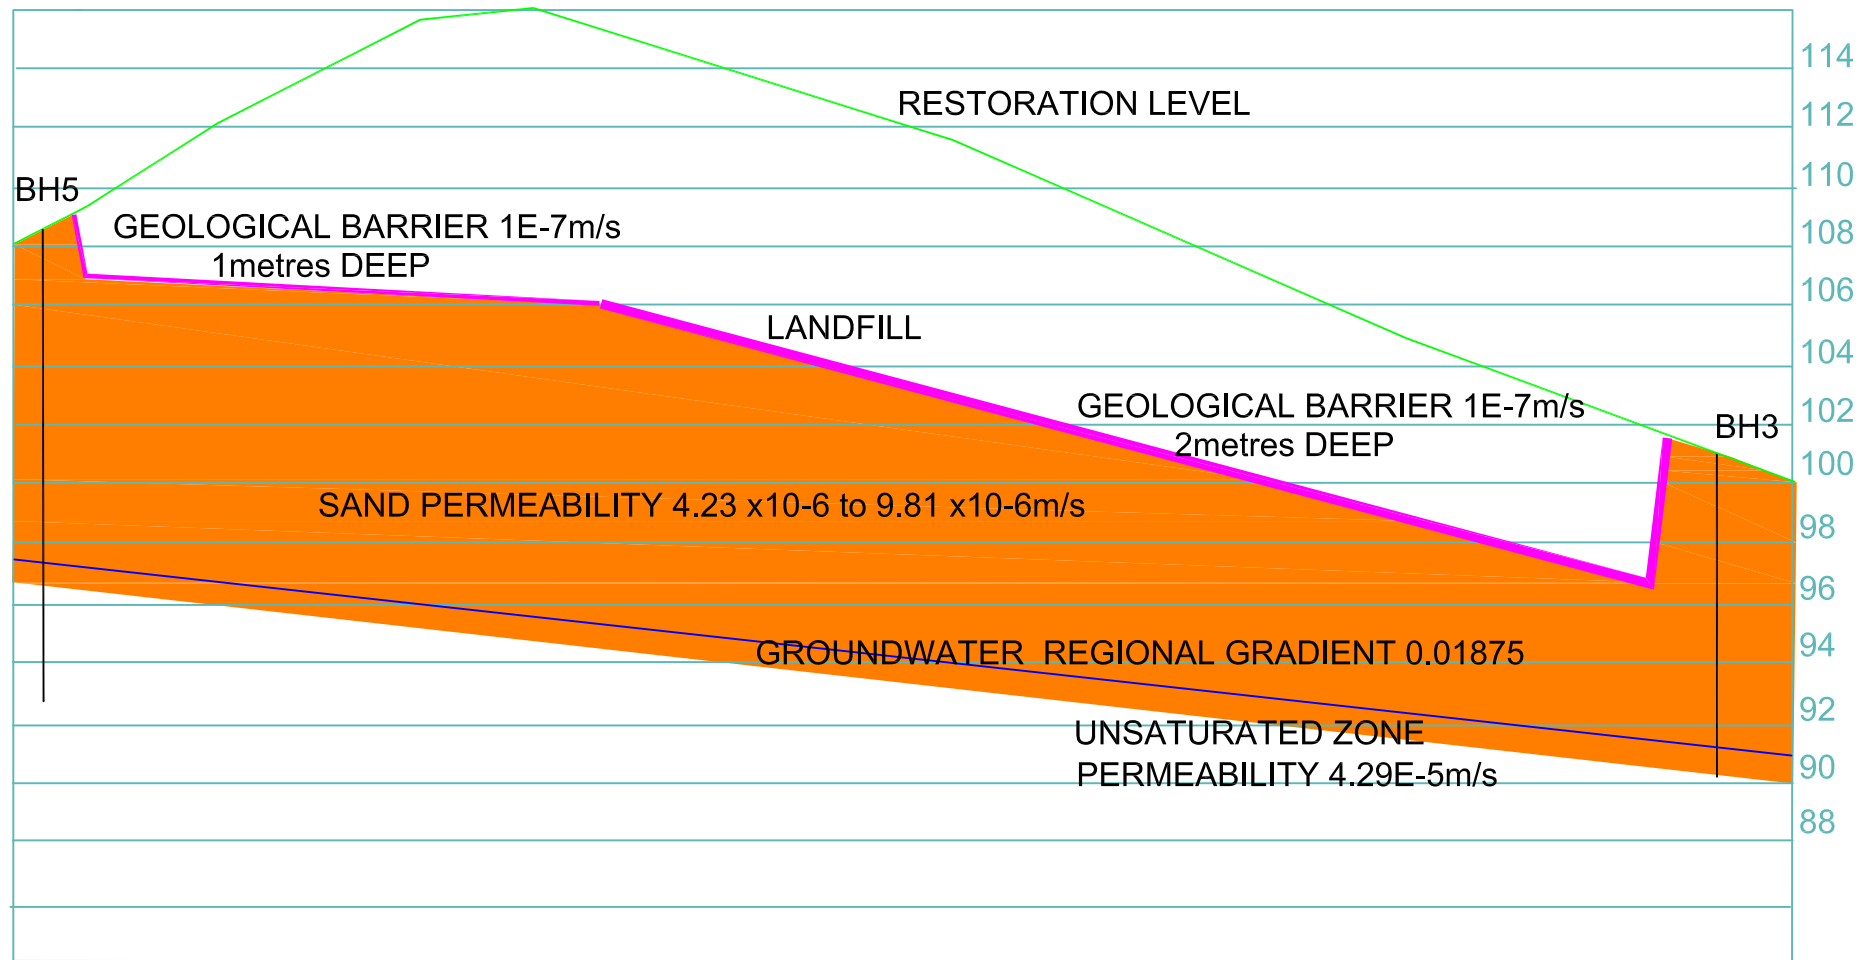 114
RESTORATION LEVEL
112
110
BH5
GEOLOGICAL BARRIER 1E-7m/s
1metres DEEP
108
106
LANDFILL
104
GEOLOGICAL BARRIER 1E-7m/s
2metres DEEP
102
BH3
100
SAND PERMEABILITY 4.23 x10-6 to 9.81 x10-6m/s
98
96
GROUNDWATER  REGIONAL GRADIENT 0.01875
94
92
UNSATURATED ZONE
PERMEABILITY 4.29E-5m/s
90
88